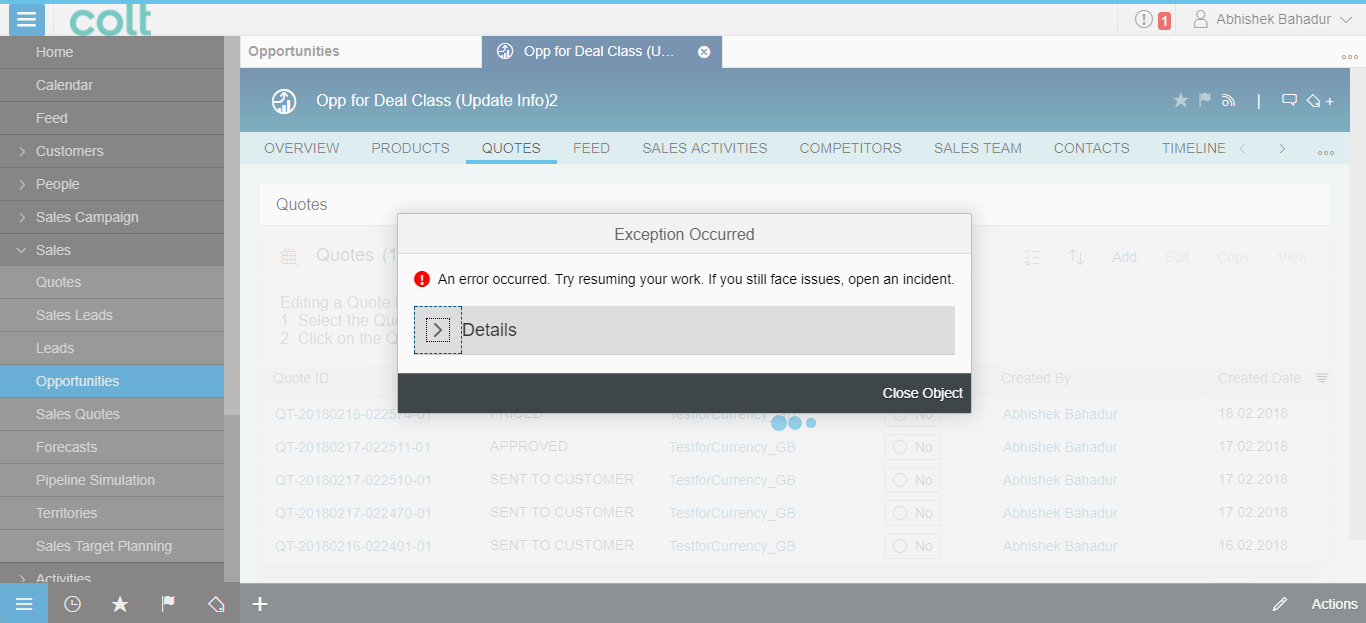 colt
1
Abhishek Bahadur
Home
Calendar
Feed
Customers
People
Sales Campaign
Sales
Quotes
Sales Leads
Leads
Opportunities
Sales Quotes
Forecasts
Pipeline Simulation
Territories
Sales Target Planning
Activities
Opportunities
Opp for Deal Class (U...
Opp for Deal Class (Update Info)2
OVERVIEW PRODUCTS QUOTES FEED SALES ACTIVITIES COMPETITORS SALES TEAM CONTACTS TIMELINE
Quotes
Quotes (1
Add Edit Copy View
Editing a Quote
1. Select the Quo
2. Click on the Q
Exception Occurred
An error occurred. Try resuming your work. If you still face issues, open an incident.
Details
Close Object
Quote ID Created By Created Date
QT-20180218-022574-01 PRICED TestforCurrency_GB No Abhishek Bahadur 18.02.2018
QT-20180217-022511-01 APPROVED TestforCurrency_GB No Abhishek Bahadur 17.02.2018
QT-20180217-022510-01 SENT TO CUSTOMER TestforCurrency_GB No Abhishek Bahadur 17.02.2018
QT-20180217-022470-01 SENT TO CUSTOMER TestforCurrency_GB No Abhishek Bahadur 17.02.2018
QT-20180216-022401-01 SENT TO CUSTOMER TestforCurrency_GB No Abhishek Bahadur 16.02.2018
Actions